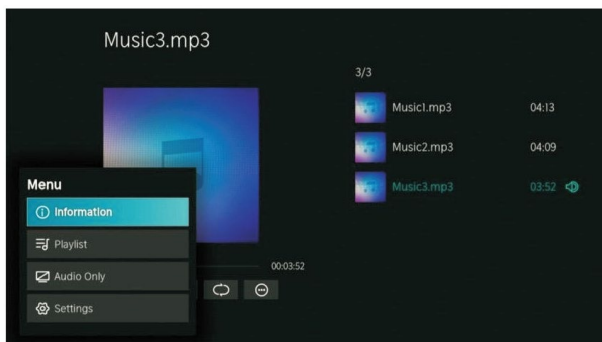 Music3.mp3
3/3
Music1.mp3 04:13
Music2.mp3 04:09
Music3.mp3 03:52
Menu
Information
Playlist
Audio Only
Settings
00:03:52